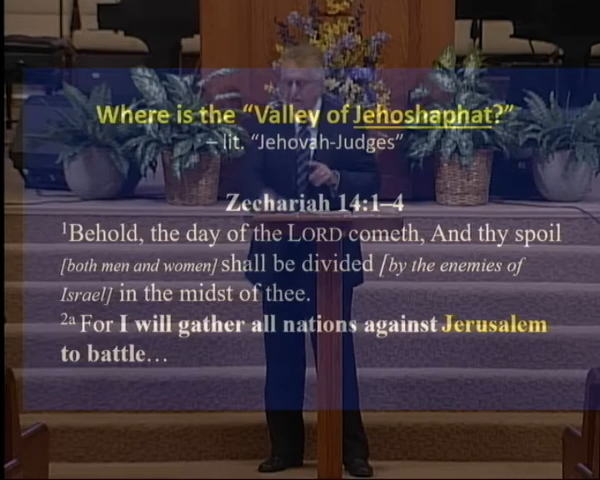 Where is the “Valley of Jehoshaphat?”
– lit. “Jehovah-Judges”
Zechariah 14:1–4
1Behold, the day of the LORD cometh, And thy spoil
[both men and women] shall be divided [by the enemies of
Israel] in the midst of thee.
2a For I will gather all nations against Jerusalem
to battle…